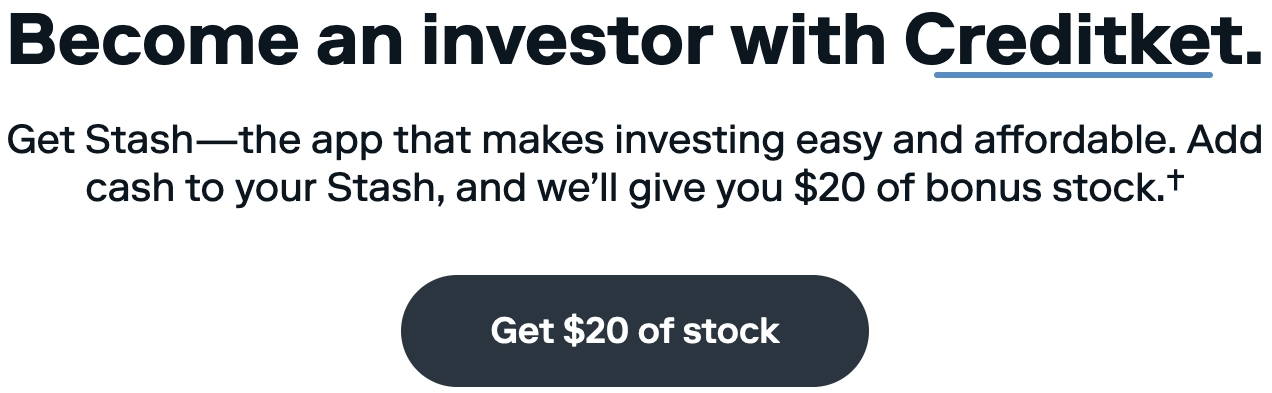 Become an investor with Creditket.
Get Stash—the app that makes investing easy and affordable. Add
cash to your Stash, and we’ll give you $20 of bonus stock.†
Get $20 of stock